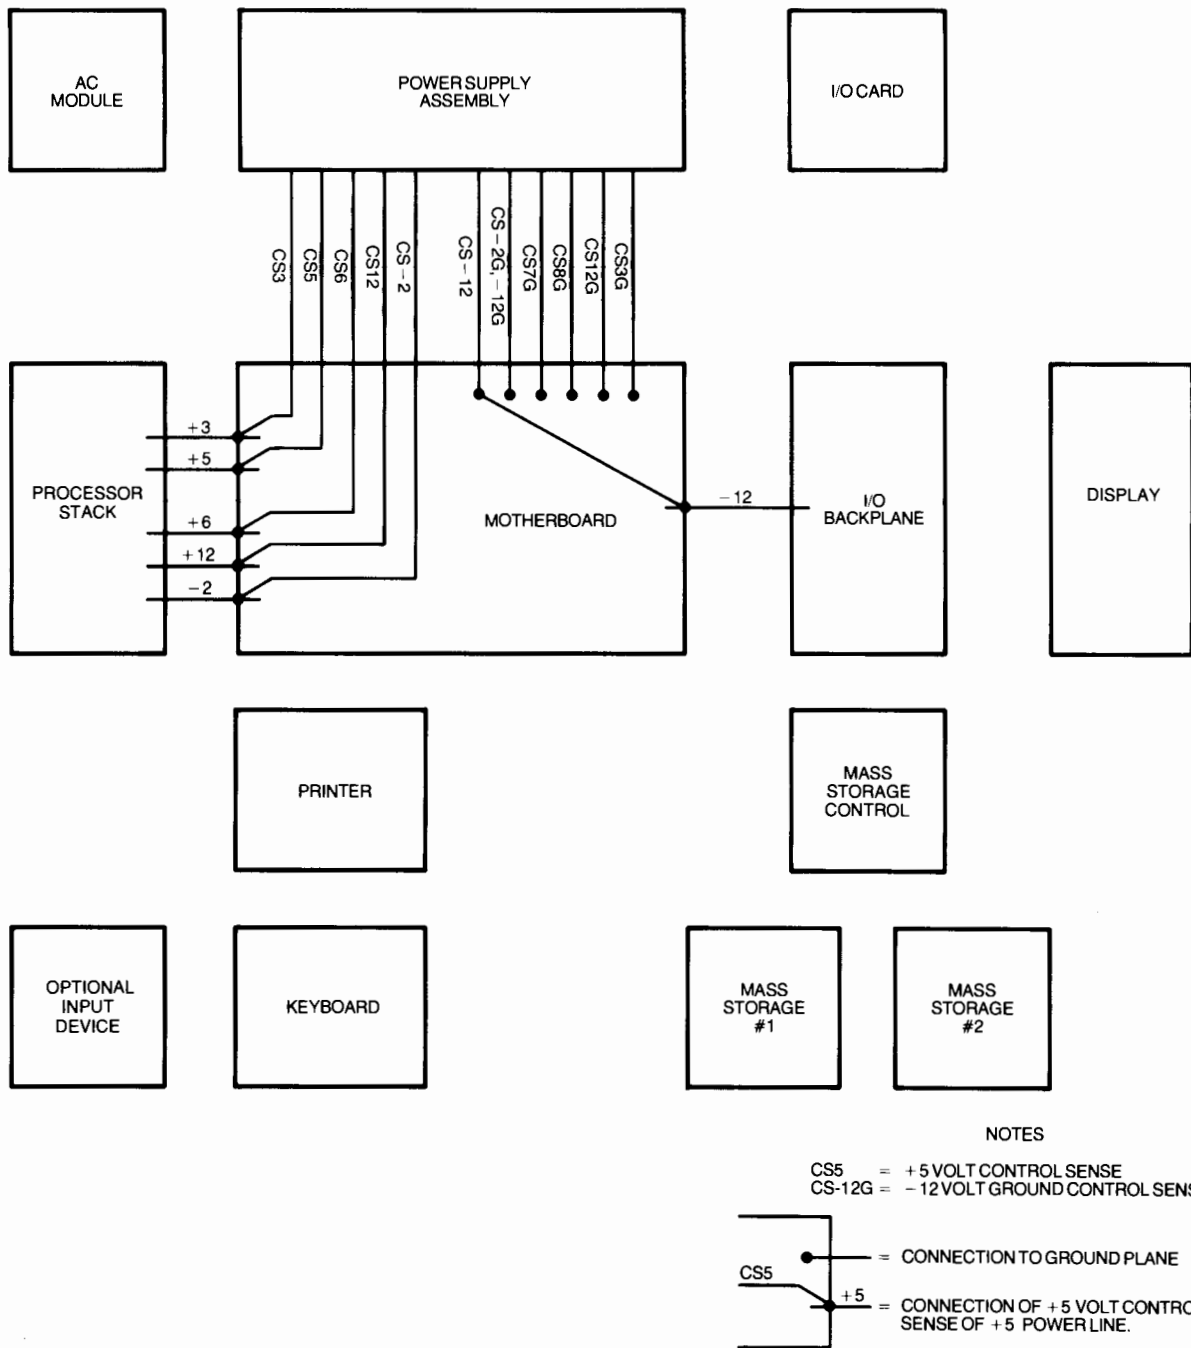 AC
MODULE
POWER SUPPLY
ASSEMBLY
I/O CARD
CS3
CS5
CS6
CS12
CS-2
CS-12
CS-2G, -12G
CS7G
CS8G
CS12G
CS3G
PROCESSOR
STACK
+3
+5
+6
+12
-2
MOTHERBOARD
-12
I/O
BACKPLANE
DISPLAY
PRINTER
MASS
STORAGE
CONTROL
OPTIONAL
INPUT
DEVICE
KEYBOARD
MASS
STORAGE
#1
MASS
STORAGE
#2
NOTES
CS5 = +5 VOLT CONTROL SENSE
CS-12G = -12 VOLT GROUND CONTROL SENS
= CONNECTION TO GROUND PLANE
CS5
+5
= CONNECTION OF +5 VOLT CONTRO
SENSE OF +5 POWER LINE.